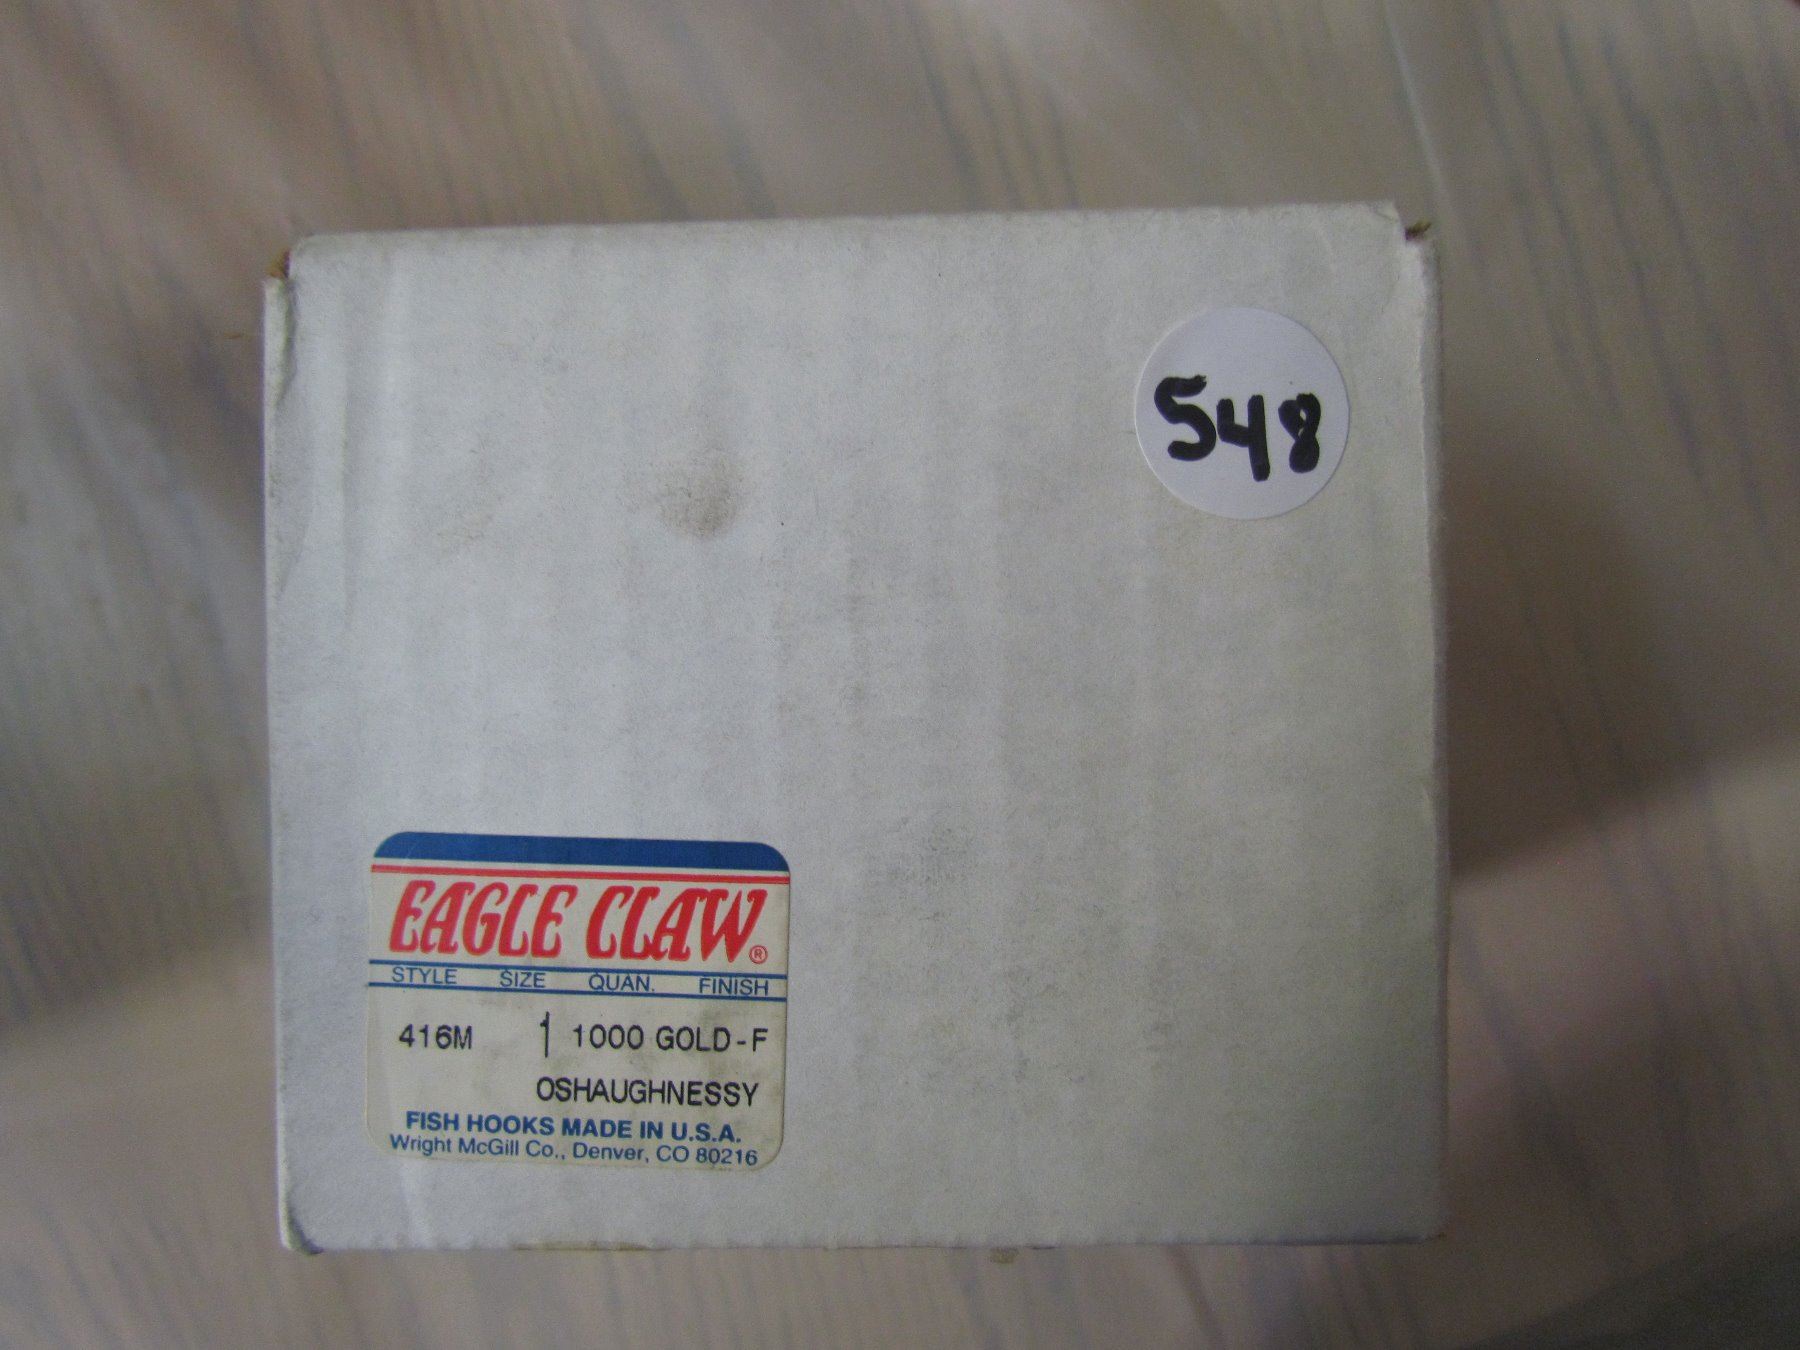 548
EAGLE CLAW®
STYLE SIZE QUAN. FINISH
416M 1 1000 GOLD-F
OSHAUGHNESSY
FISH HOOKS MADE IN U.S.A.
Wright McGill Co., Denver, CO 80216